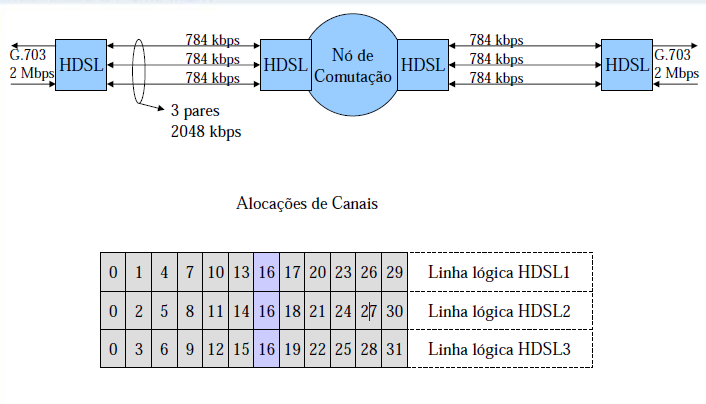 784 kbps
784 kbps
784 kbps
G.703
2 Mbps
HDSL
HDSL
Nó de
Comutação
HDSL
784 kbps
784 kbps
784 kbps
HDSL
G.703
2 Mbps
3 pares
2048 kbps
Alocações de Canais
0 1 4 7 10 13 16 17 20 23 26 29 Linha lógica HDSL1
0 2 5 8 11 14 16 18 21 24 27 30 Linha lógica HDSL2
0 3 6 9 12 15 16 19 22 25 28 31 Linha lógica HDSL3